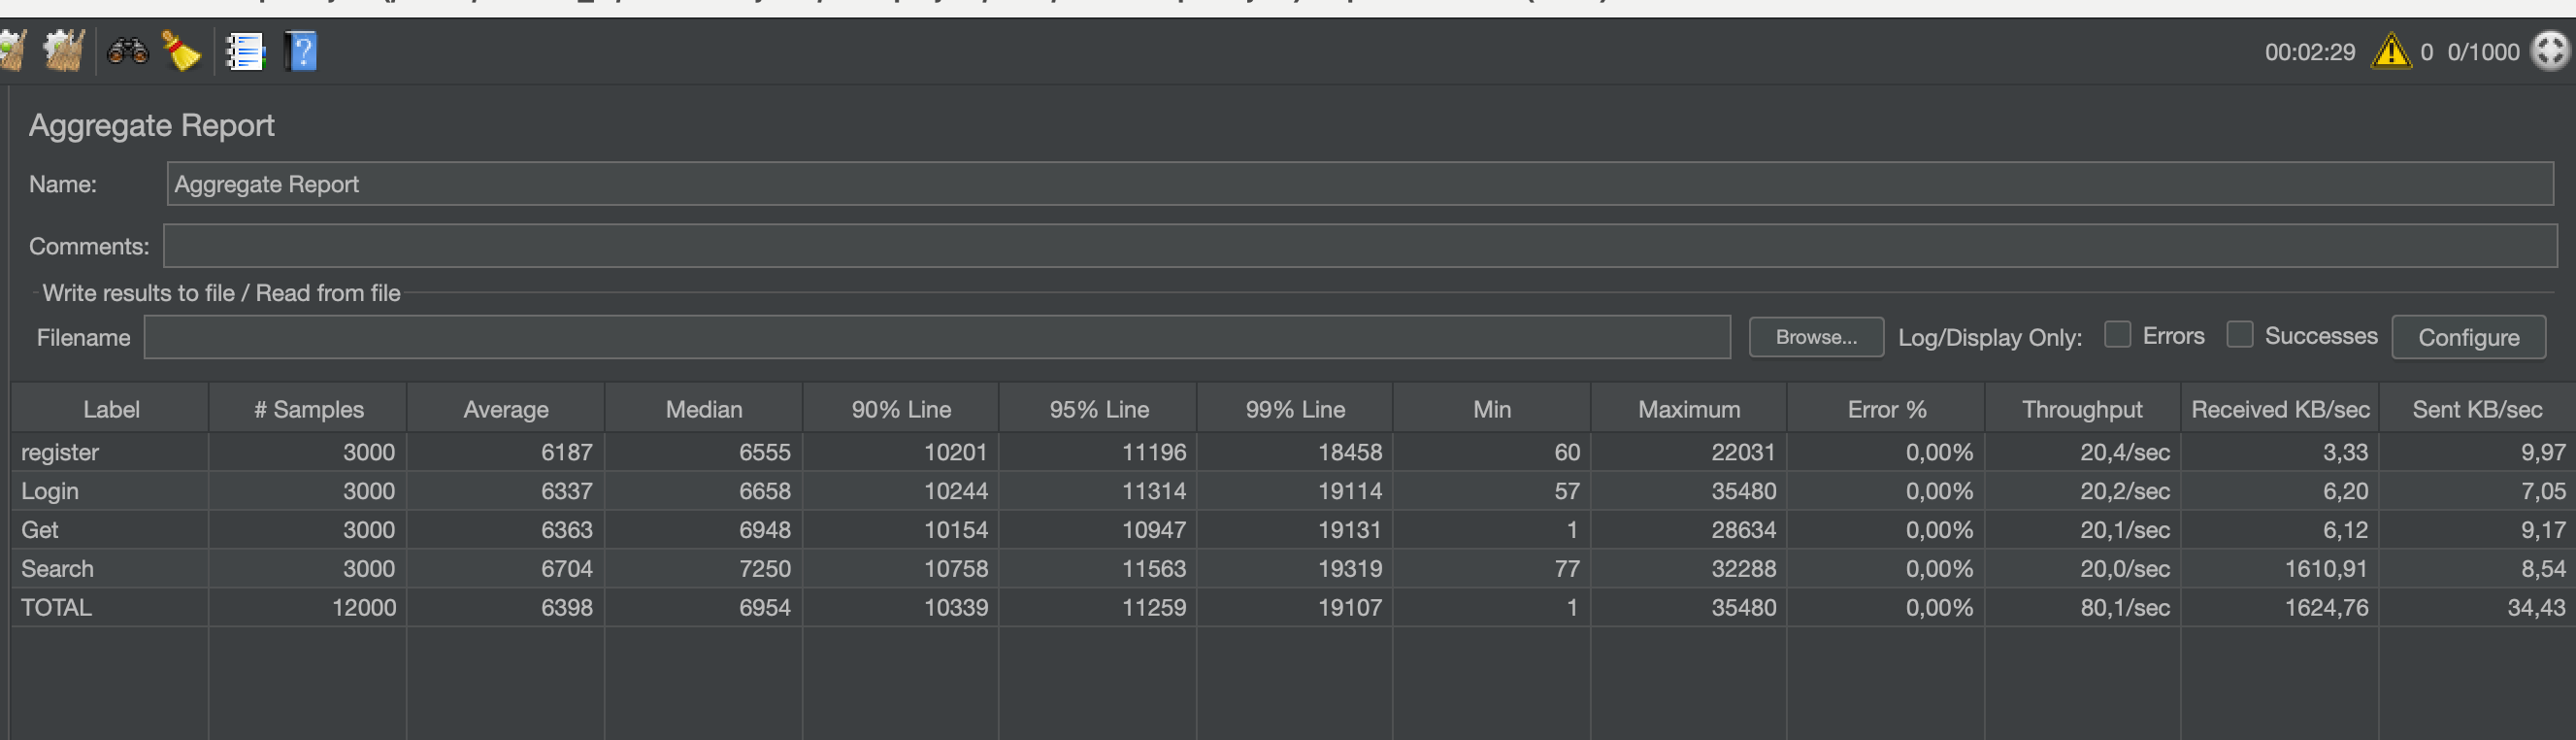 00:02:29 0 0/1000
Aggregate Report
Name: Aggregate Report
Comments:
Write results to file / Read from file
Filename Browse... Log/Display Only: Errors Successes Configure
Label # Samples Average Median 90% Line 95% Line 99% Line Min Maximum Error % Throughput Received KB/sec Sent KB/sec
register 3000 6187 6555 10201 11196 18458 60 22031 0,00% 20,4/sec 3,33 9,97
Login 3000 6337 6658 10244 11314 19114 57 35480 0,00% 20,2/sec 6,20 7,05
Get 3000 6363 6948 10154 10947 19131 1 28634 0,00% 20,1/sec 6,12 9,17
Search 3000 6704 7250 10758 11563 19319 77 32288 0,00% 20,0/sec 1610,91 8,54
TOTAL 12000 6398 6954 10339 11259 19107 1 35480 0,00% 80,1/sec 1624,76 34,43